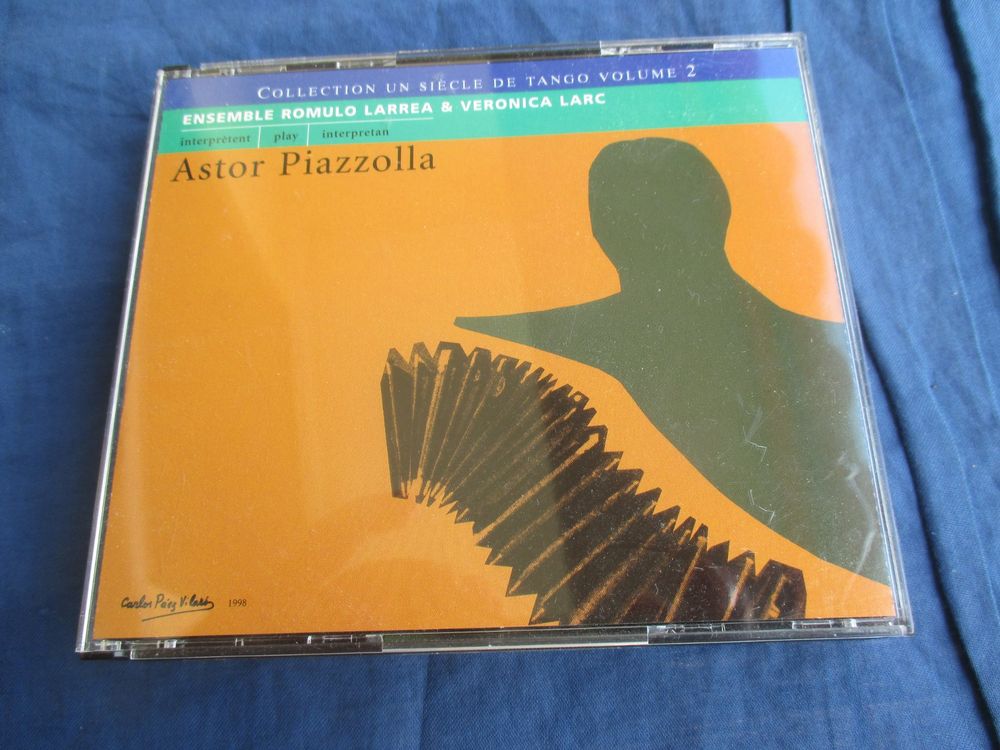 COLLECTION UN SIÈCLE DE TANGO VOLUME 2
ENSEMBLE ROMULO LARREA & VERONICA LARC
interprètent play interpretan
Astor Piazzolla
Carlos Páez Vilaró 1998